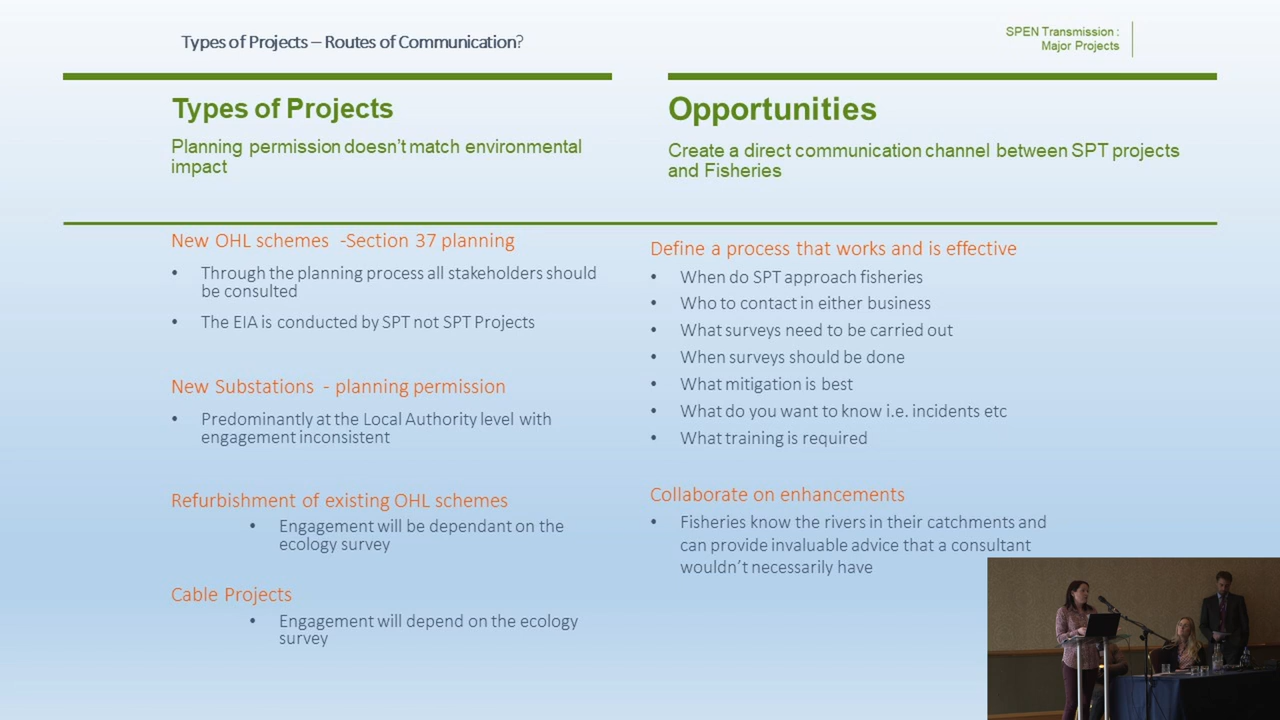 Types of Projects – Routes of Communication?
SPEN Transmission :
Major Projects
Types of Projects
Planning permission doesn't match environmental
impact
New OHL schemes -Section 37 planning
• Through the planning process all stakeholders should
be consulted
• The EIA is conducted by SPT not SPT Projects
New Substations - planning permission
• Predominantly at the Local Authority level with
engagement inconsistent
Refurbishment of existing OHL schemes
• Engagement will be dependant on the
ecology survey
Cable Projects
• Engagement will depend on the ecology
survey
Opportunities
Create a direct communication channel between SPT projects
and Fisheries
Define a process that works and is effective
• When do SPT approach fisheries
• Who to contact in either business
• What surveys need to be carried out
• When surveys should be done
• What mitigation is best
• What do you want to know i.e. incidents etc
• What training is required
Collaborate on enhancements
• Fisheries know the rivers in their catchments and
can provide invaluable advice that a consultant
wouldn't necessarily have